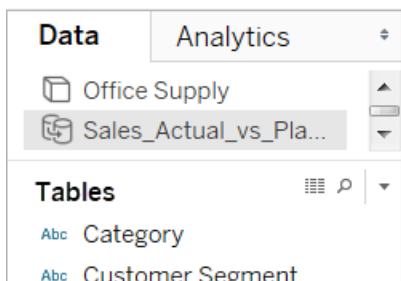 Data Analytics
Office Supply
Sales_Actual_vs_Pla...
Tables
Abc Category
Abc Customer Segment